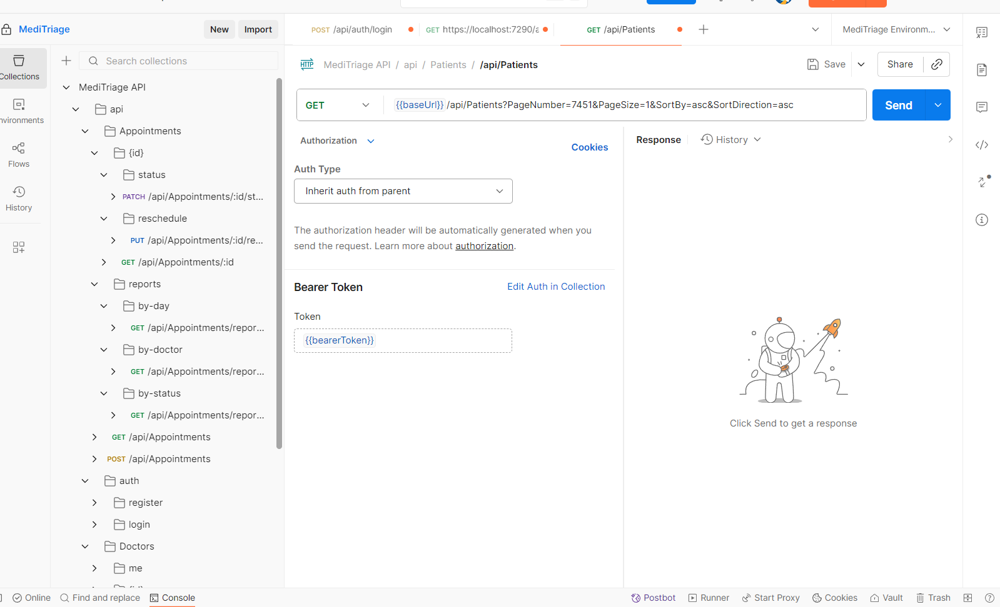 MediTriage
New
Import
POST /api/auth/login
GET https://localhost:7290/a
GET /api/Patients
MediTriage Environm...
Collections
Search collections
HTTP MediTriage API / api / Patients / /api/Patients
Save
Share
MediTriage API
GET
{{baseUrl}}/api/Patients?PageNumber=7451&PageSize=1&SortBy=asc&SortDirection=asc
Send
api
nvironments
Appointments
Authorization
Cookies
Response
History
{id}
Flows
Auth Type
status
Inherit auth from parent
PATCH /api/Appointments/:id/st...
History
reschedule
The authorization header will be automatically generated when you
send the request. Learn more about authorization.
PUT /api/Appointments/:id/re...
GET /api/Appointments/:id
reports
Bearer Token
Edit Auth in Collection
by-day
Token
GET /api/Appointments/repor...
{{bearerToken}}
by-doctor
GET /api/Appointments/repor...
by-status
GET /api/Appointments/repor...
Click Send to get a response
GET /api/Appointments
POST /api/Appointments
auth
register
login
Doctors
me
Online
Find and replace
Console
Postbot
Runner
Start Proxy
Cookies
Vault
Trash